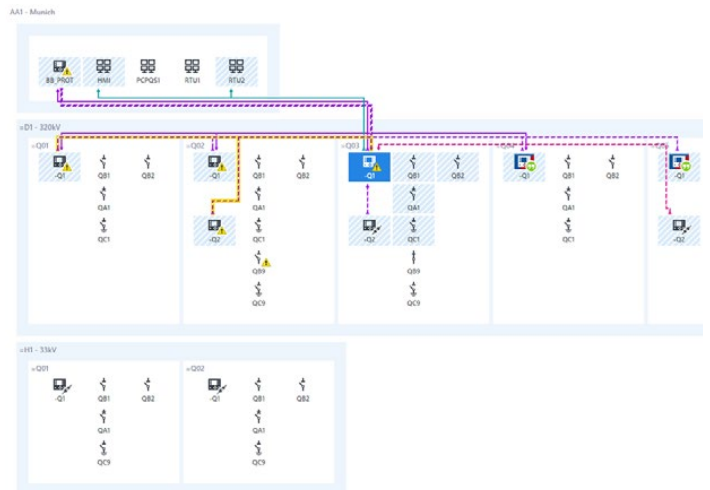 AA1 - Munich
BB_PROT HMI PCPQS1 RTU1 RTU2
=D1 - 320kV
=Q01 =Q02 =Q03
-Q1 QB1 QB2 -Q1 QB1 QB2 -Q1 QB1 QB2 -Q1 QB1 QB2 -Q1
QA1 QA1 QA1 QA1
QC1 -Q2 QC1 -Q2 QC1 QC1 -Q2
QB9 QB9
QC9 QC9
=H1 - 33kV
=Q01 =Q02
-Q1 QB1 QB2 -Q1 QB1 QB2
QA1 QA1
QC9 QC9